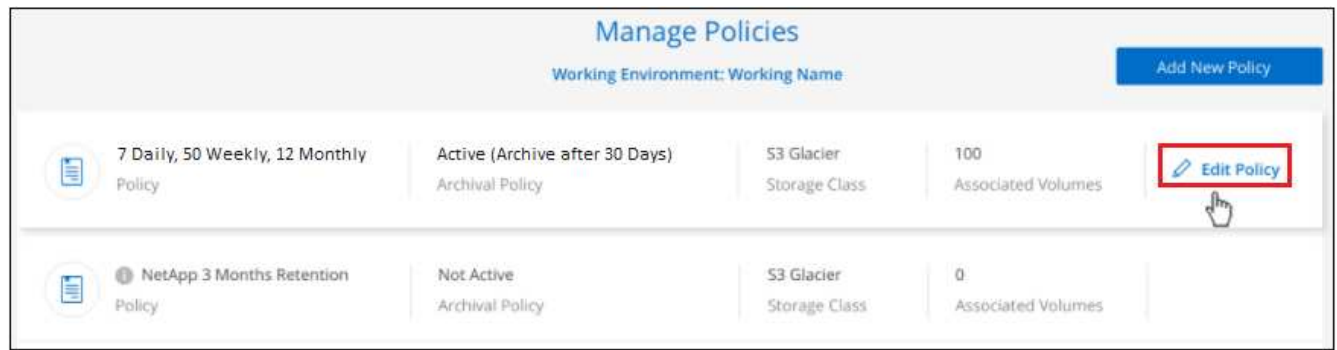 Manage Policies
Working Environment: Working Name
Add New Policy
7 Daily, 50 Weekly, 12 Monthly
Policy
Active (Archive after 30 Days)
Archival Policy
S3 Glacier
Storage Class
100
Associated Volumes
Edit Policy
NetApp 3 Months Retention
Policy
Not Active
Archival Policy
S3 Glacier
Storage Class
0
Associated Volumes